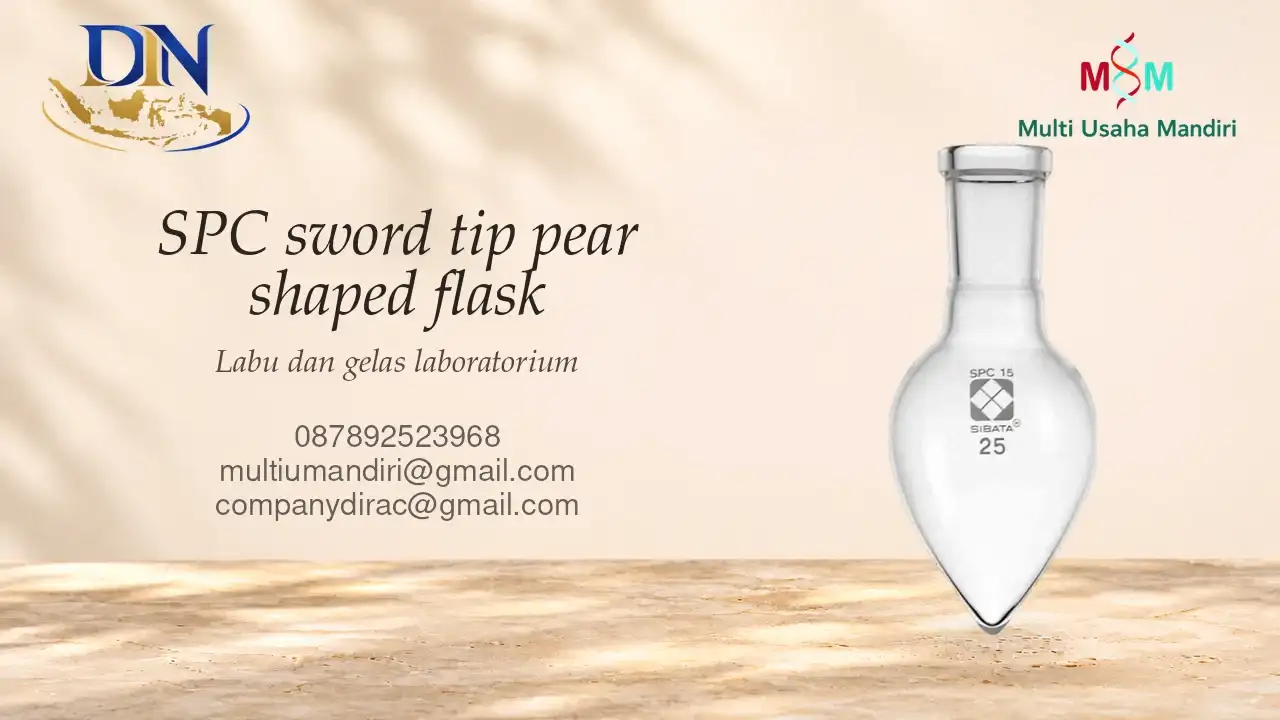 DN
M M
Multi Usaha Mandiri
SPC sword tip pear
shaped flask
Labu dan gelas laboratorium
087892523968
multiumandiri@gmail.com
companydirac@gmail.com
SPC 15
SIBATA®
25